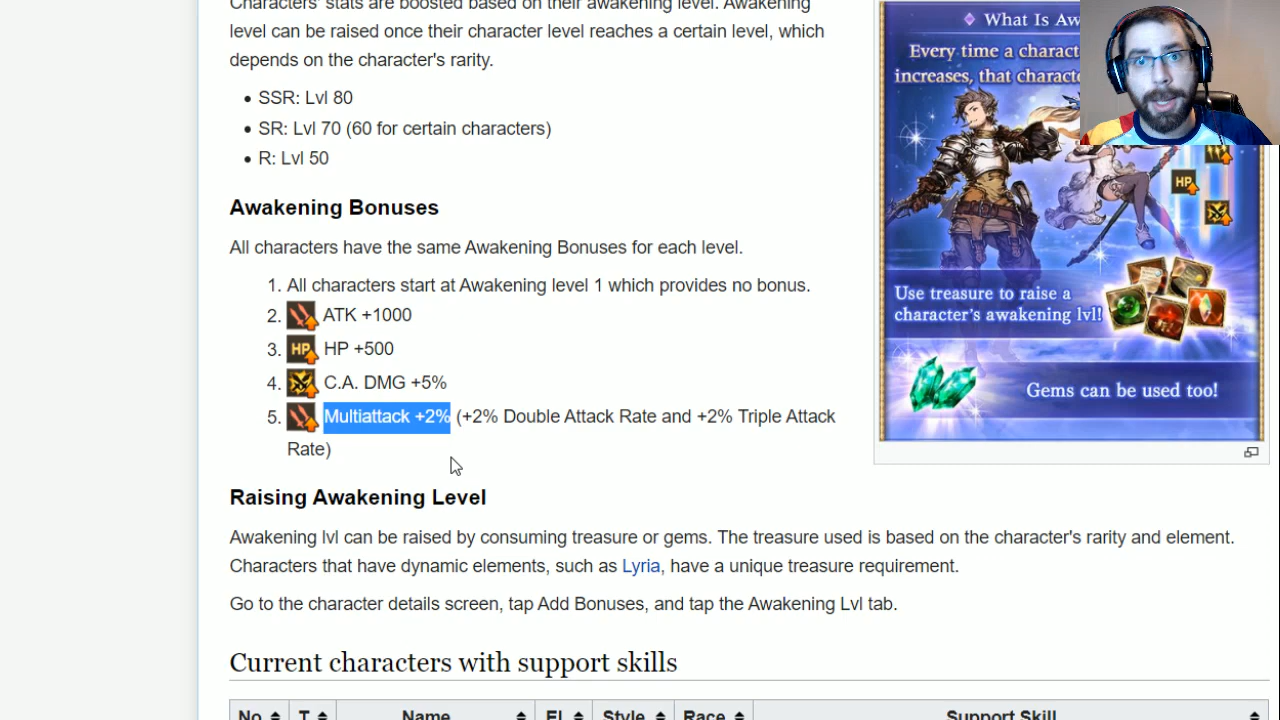 Characters' stats are boosted based on their awakening level. Awakening
level can be raised once their character level reaches a certain level, which
depends on the character's rarity.
• SSR: Lvl 80
• SR: Lvl 70 (60 for certain characters)
• R: Lvl 50
Awakening Bonuses
All characters have the same Awakening Bonuses for each level.
1. All characters start at Awakening level 1 which provides no bonus.
2. ATK +1000
3. HP HP +500
4. C.A. DMG +5%
5. Multiattack +2% (+2% Double Attack Rate and +2% Triple Attack
Rate)
Raising Awakening Level
Awakening lvl can be raised by consuming treasure or gems. The treasure used is based on the character's rarity and element.
Characters that have dynamic elements, such as Lyria, have a unique treasure requirement.
Go to the character details screen, tap Add Bonuses, and tap the Awakening Lvl tab.
Current characters with support skills
No T Name El Style Race Support Skill
What Is
Every time a
increases, that
HP
Use treasure to raise a
character's awakening lvl!
Gems can be used too!